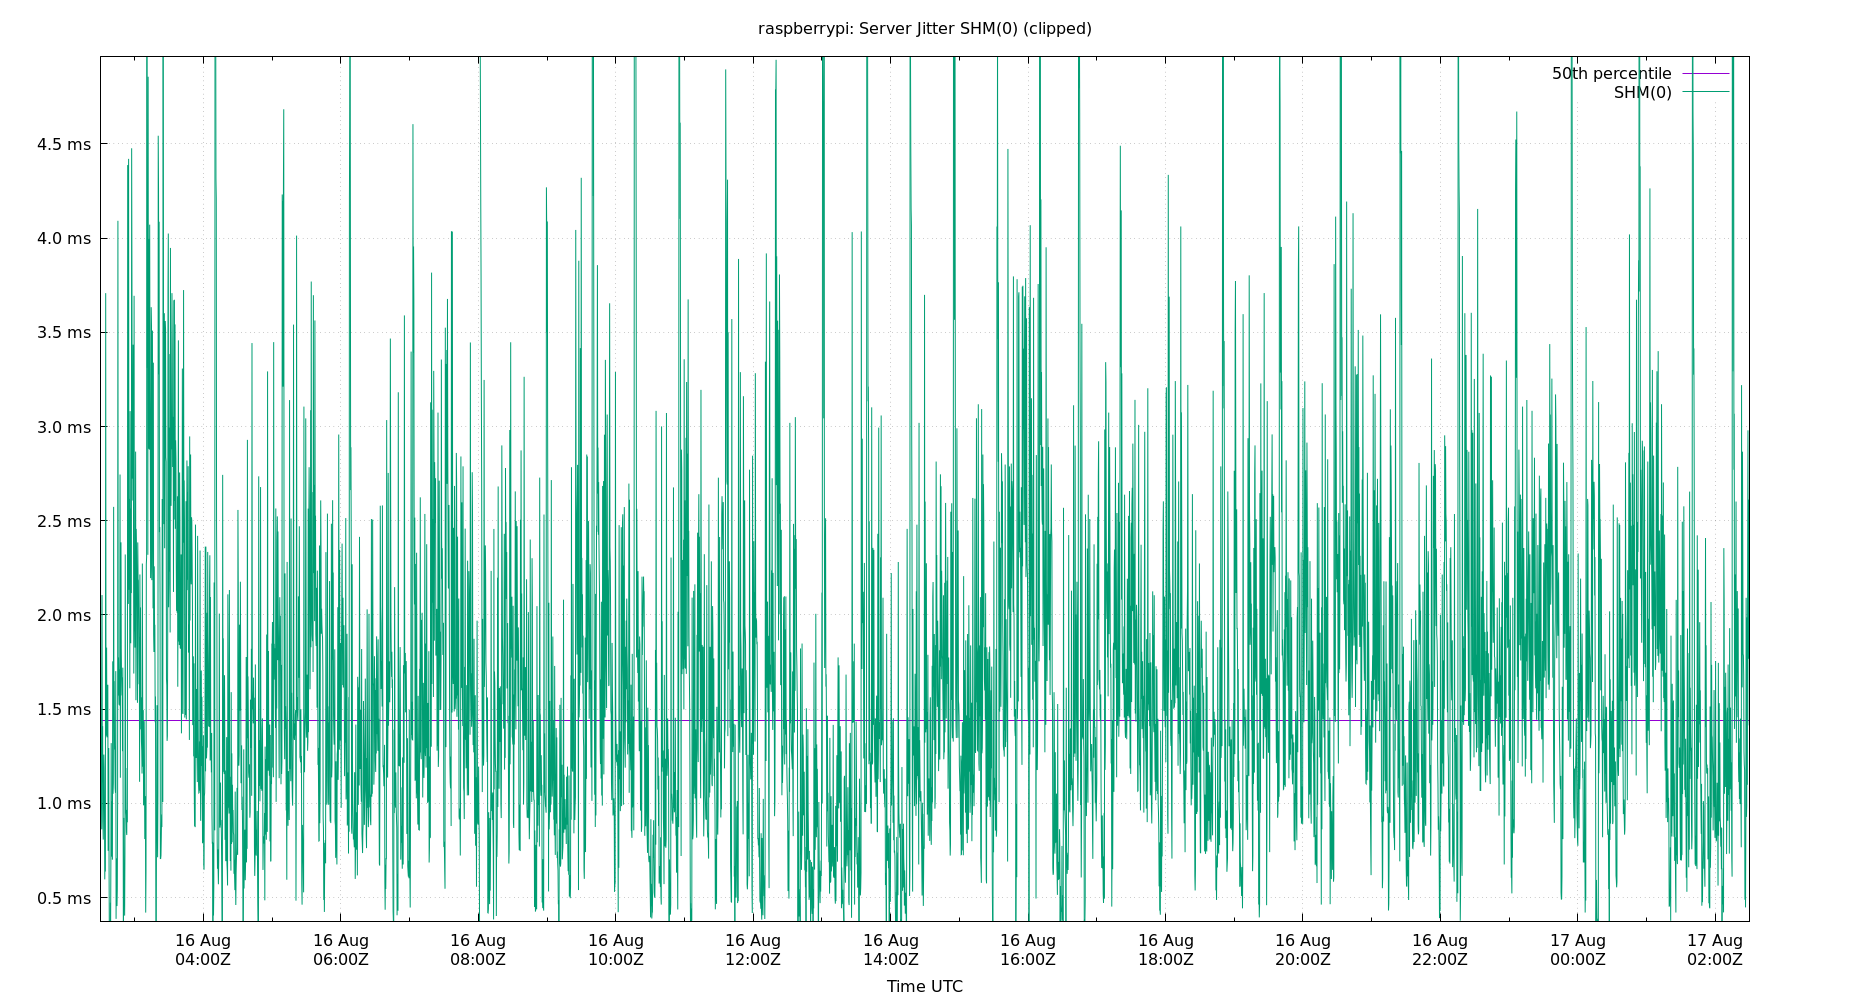 raspberrypi: Server Jitter SHM(0) (clipped)
50th percentile
SHM(0)
4.5 ms
4.0 ms
3.5 ms
3.0 ms
2.5 ms
2.0 ms
1.5 ms
1.0 ms
0.5 ms
16 Aug 16 Aug 16 Aug 16 Aug 16 Aug 16 Aug 16 Aug 16 Aug 16 Aug 16 Aug 17 Aug 17 Aug
04:00Z 06:00Z 08:00Z 10:00Z 12:00Z 14:00Z 16:00Z 18:00Z 20:00Z 22:00Z 00:00Z 02:00Z
Time UTC